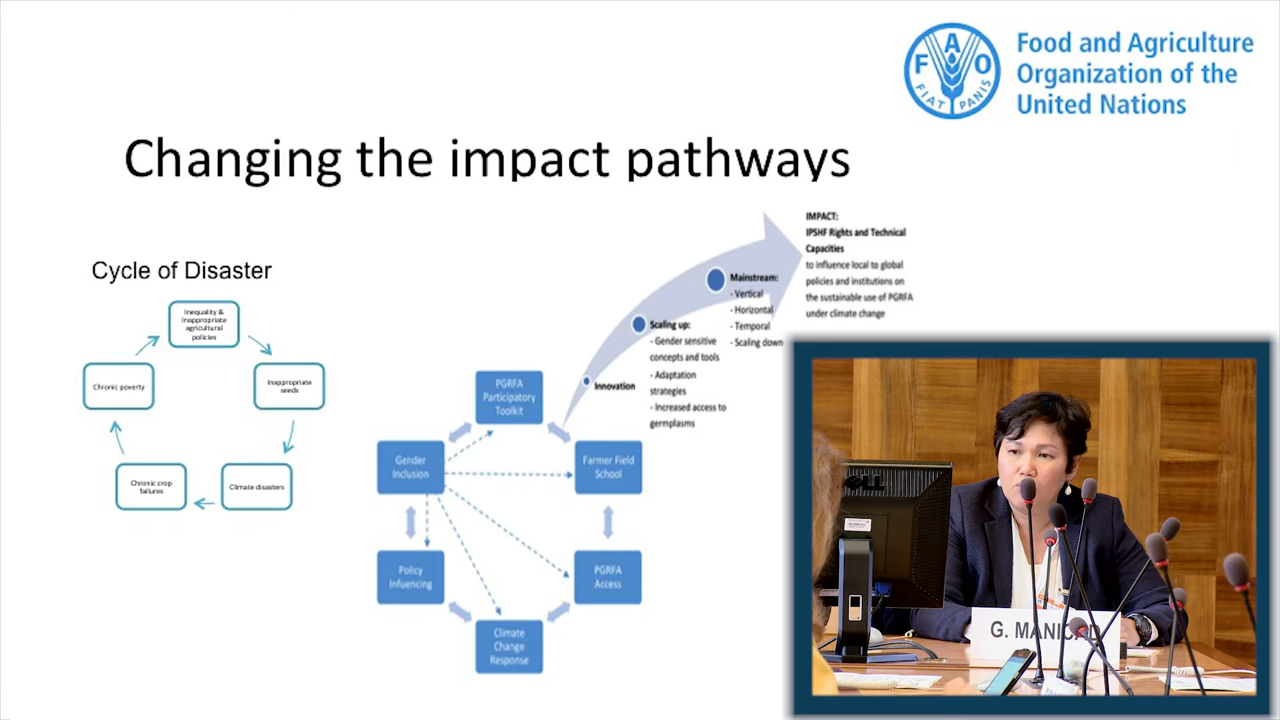 FAO
FIAT PANIS
Food and Agriculture
Organization of the
United Nations
Changing the impact pathways
Cycle of Disaster
Inequality &
Inappropriate
agricultural
policies
Inappropriate
seeds
Climate disasters
Chronic crop
failures
Chronic poverty
PGRFA
Participatory
Toolkit
Farmer Field
School
PGRFA
Access
Climate
Change
Response
Policy
Infuencing
Gender
Inclusion
Innovation
Scaling up:
- Gender sensitive
concepts and tools
- Adaptation
strategies
- Increased access to
germplasms
Mainstream:
- Vertical
- Horizontal
- Temporal
- Scaling down
IMPACT:
IPSHF Rights and Technical
Capacities
to influence local to global
policies and institutions on
the sustainable use of PGRFA
under climate change
G.